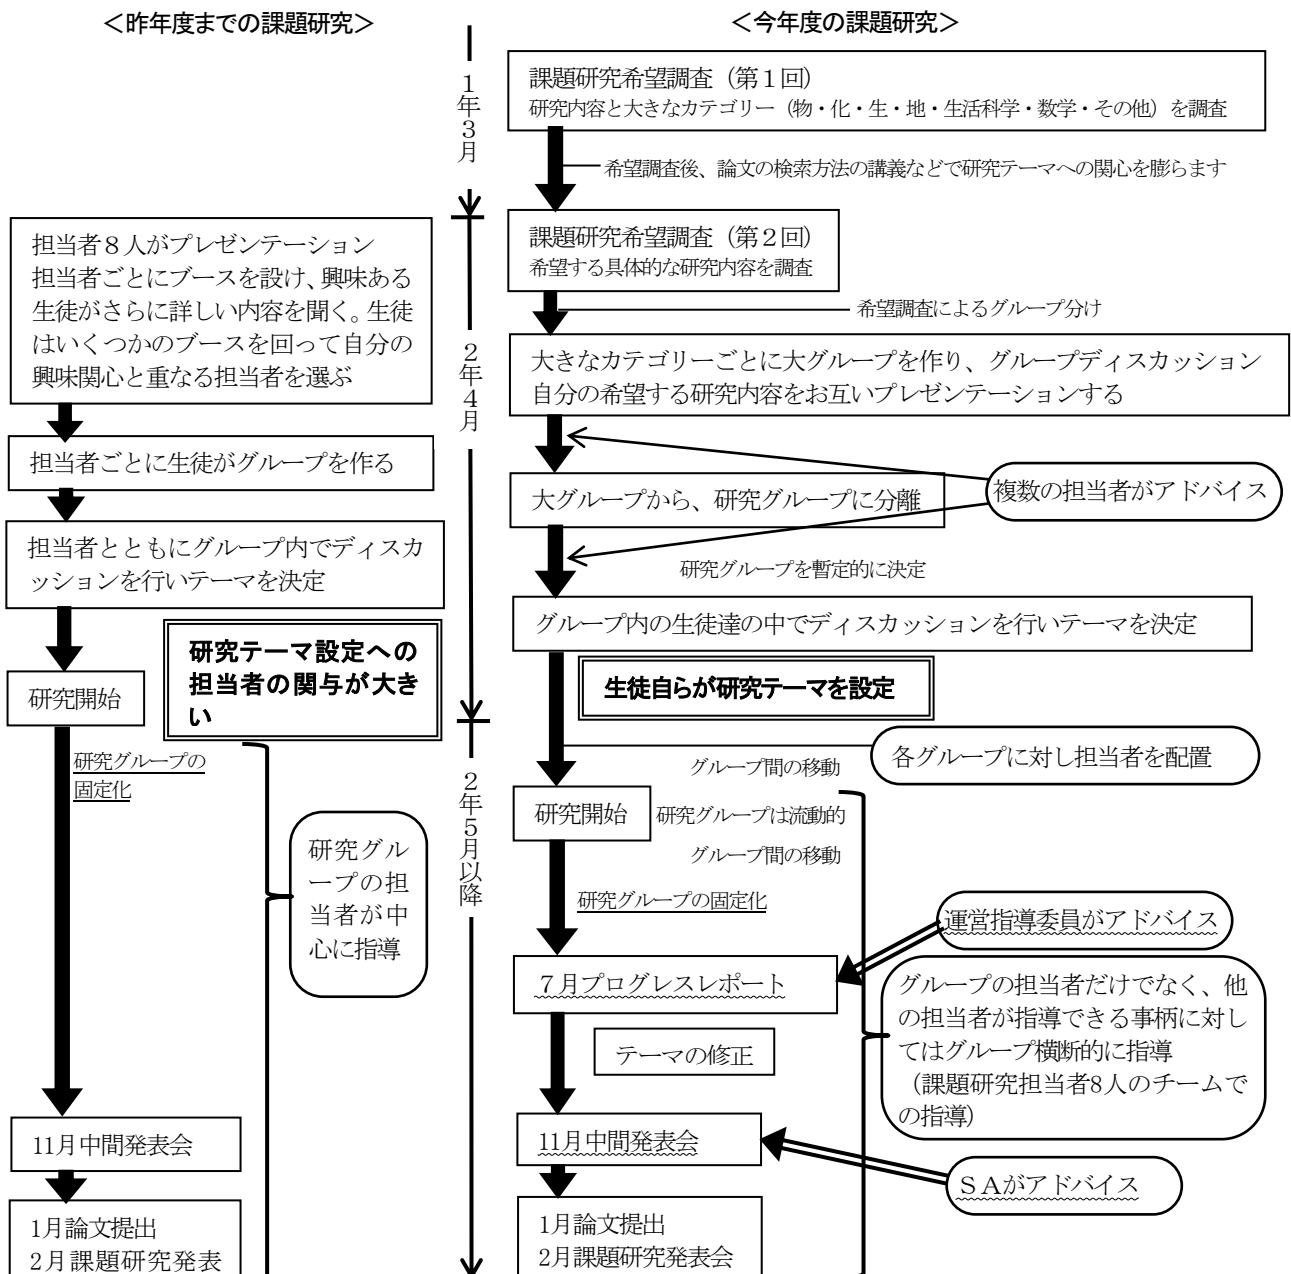 ＜昨年度までの課題研究＞
担当者８人がプレゼンテーション
担当者ごとにブースを設け、興味ある
生徒がさらに詳しい内容を聞く。生徒
はいくつかのブースを回って自分の
興味関心と重なる担当者を選ぶ
担当者ごとに生徒がグループを作る
担当者とともにグループ内でディスカ
ッションを行いテーマを決定
研究テーマ設定への
担当者の関与が大き
い
研究開始
研究グループの
固定化
研究グル
ープの担
当者が中
心に指導
11月中間発表会
1月論文提出
2月課題研究発表
１年３月
２年４月
２年５月以降
＜今年度の課題研究＞
課題研究希望調査（第１回）
研究内容と大きなカテゴリー（物・化・生・地・生活科学・数学・その他）を調査
希望調査後、論文の検索方法の講義などで研究テーマへの関心を膨らます
課題研究希望調査（第２回）
希望する具体的な研究内容を調査
希望調査によるグループ分け
大きなカテゴリーごとに大グループを作り、グループディスカッション
自分の希望する研究内容をお互いプレゼンテーションする
複数の担当者がアドバイス
大グループから、研究グループに分離
研究グループを暫定的に決定
グループ内の生徒達の中でディスカッションを行いテーマを決定
生徒自らが研究テーマを設定
各グループに対し担当者を配置
グループ間の移動
研究開始
研究グループは流動的
グループ間の移動
研究グループの固定化
運営指導委員がアドバイス
７月プログレスレポート
グループの担当者だけでなく、他
の担当者が指導できる事柄に対し
てはグループ横断的に指導
（課題研究担当者8人のチームで
の指導）
テーマの修正
11月中間発表会
ＳＡがアドバイス
1月論文提出
2月課題研究発表会